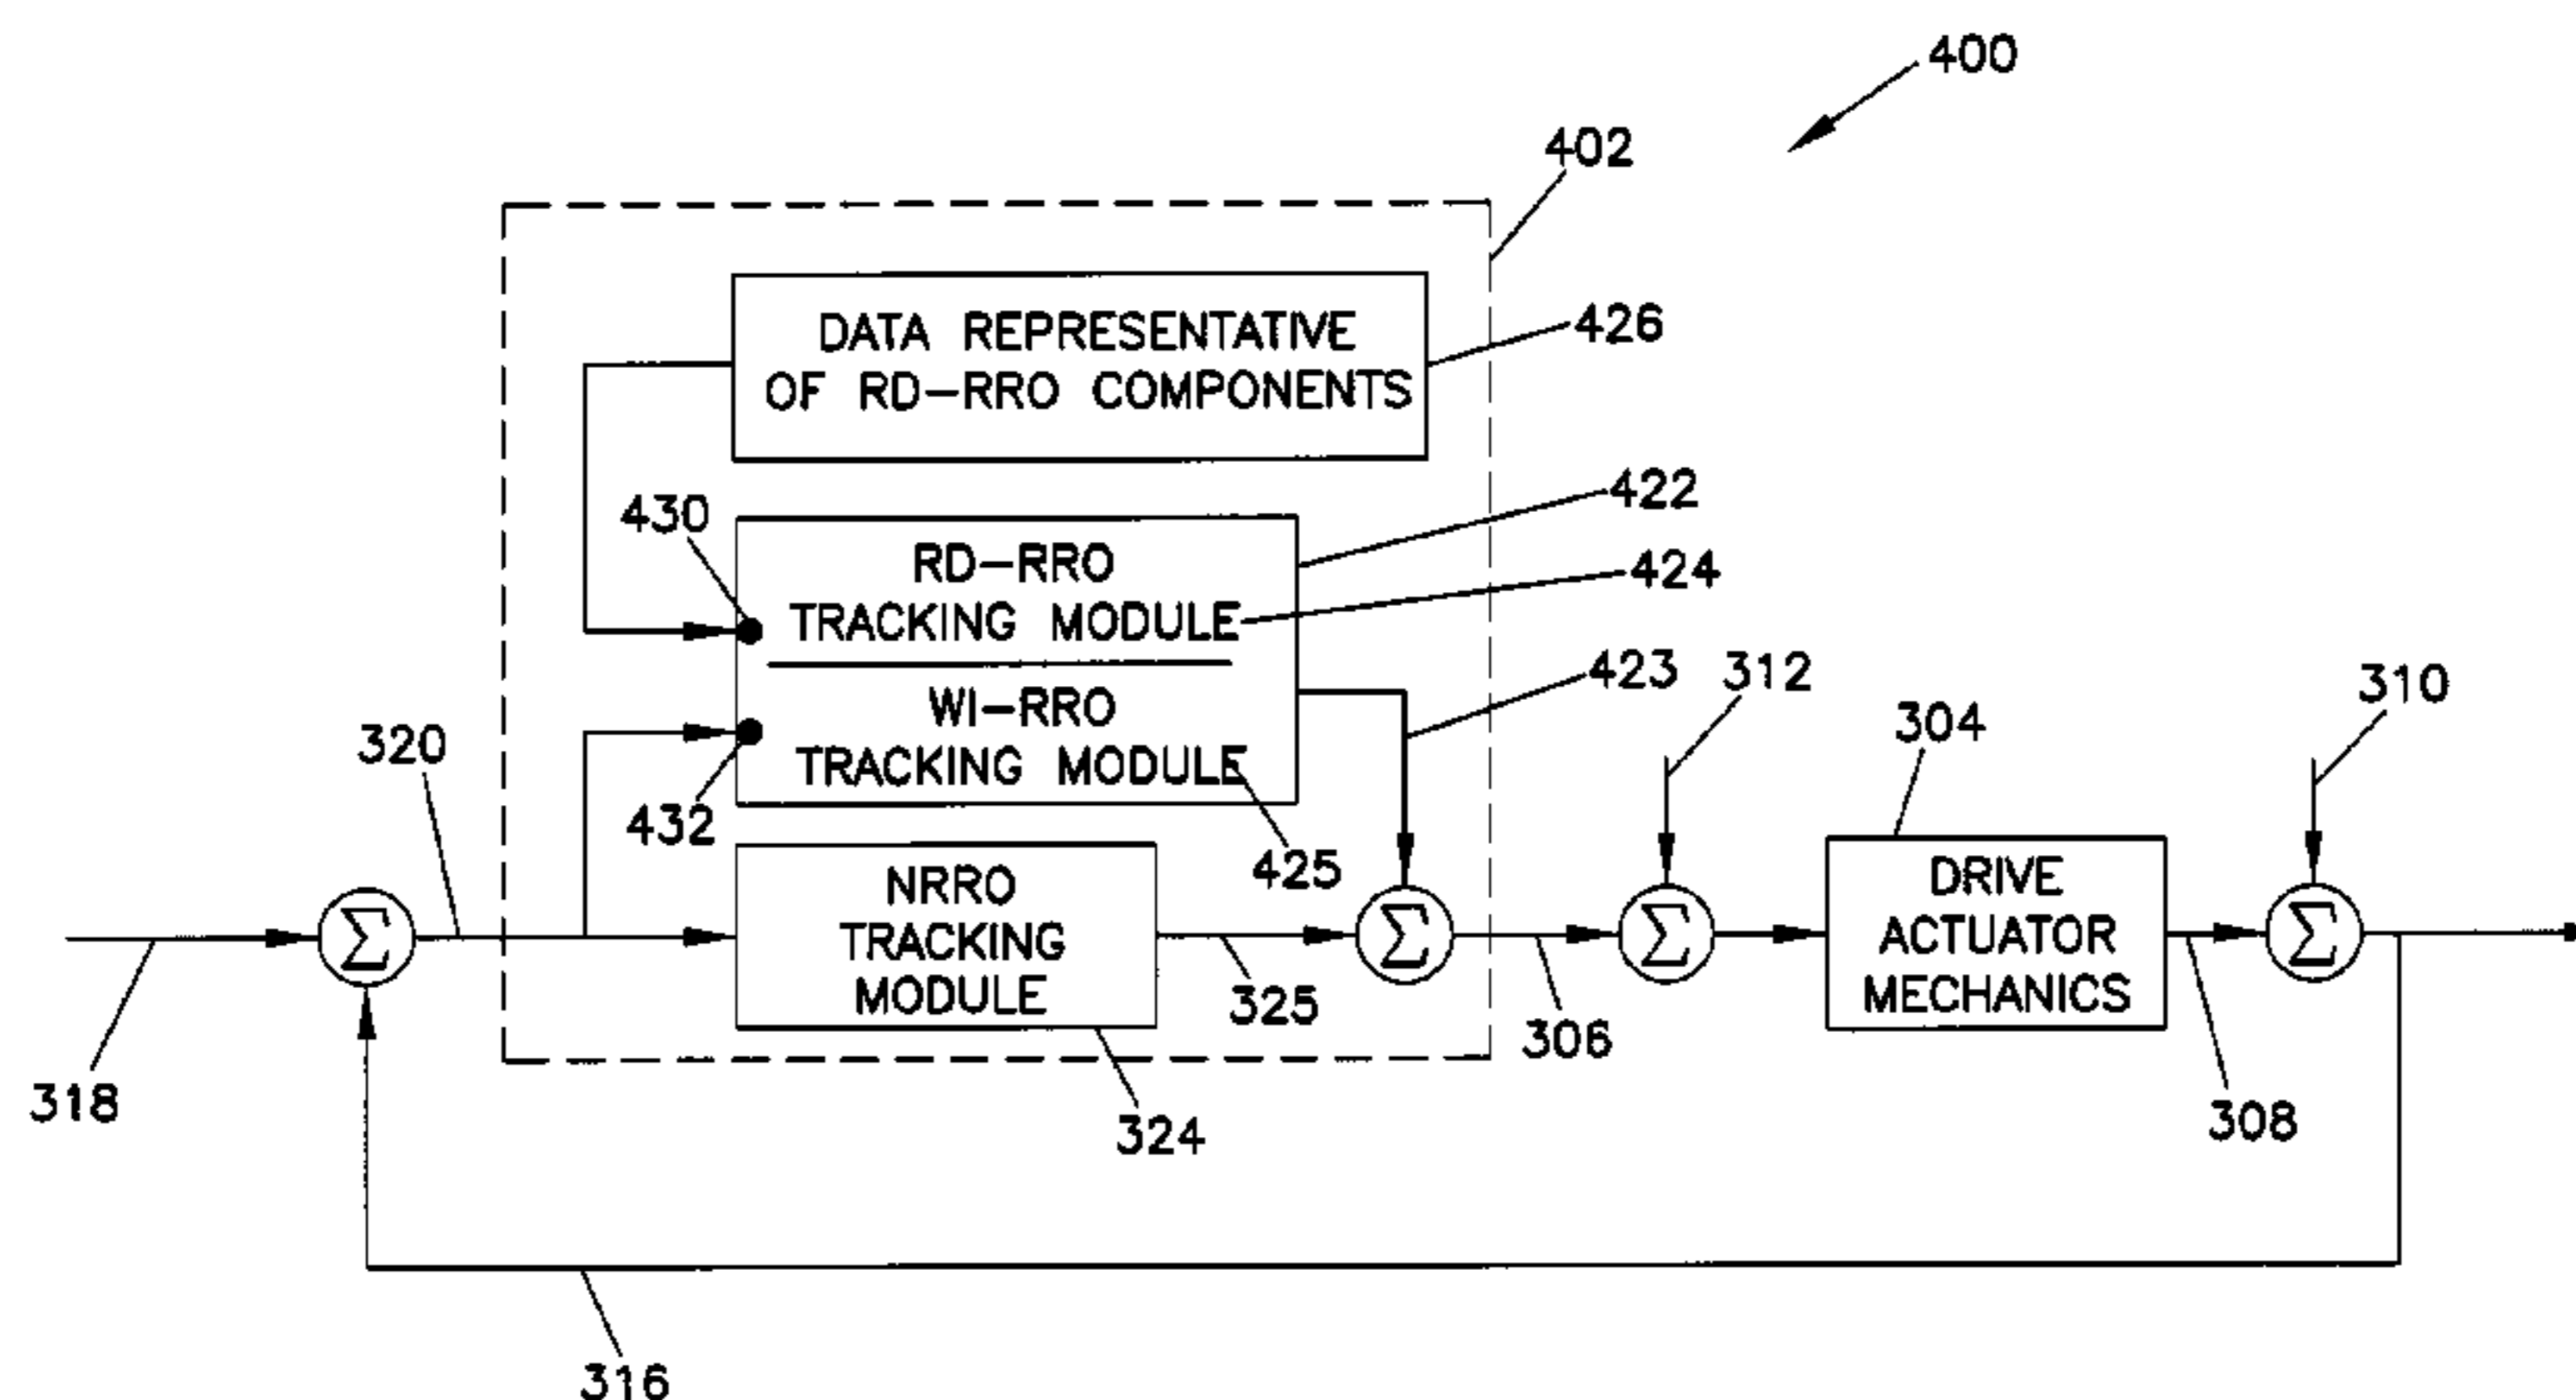 400
402
DATA REPRESENTATIVE
OF RD-RRO COMPONENTS
426
430
422
RD-RRO
TRACKING MODULE
424
423
312
310
WI-RRO
TRACKING MODULE
304
320
432
425
NRRO
TRACKING
MODULE
Σ
Σ
Σ
DRIVE
ACTUATOR
MECHANICS
Σ
325
306
318
324
308
316